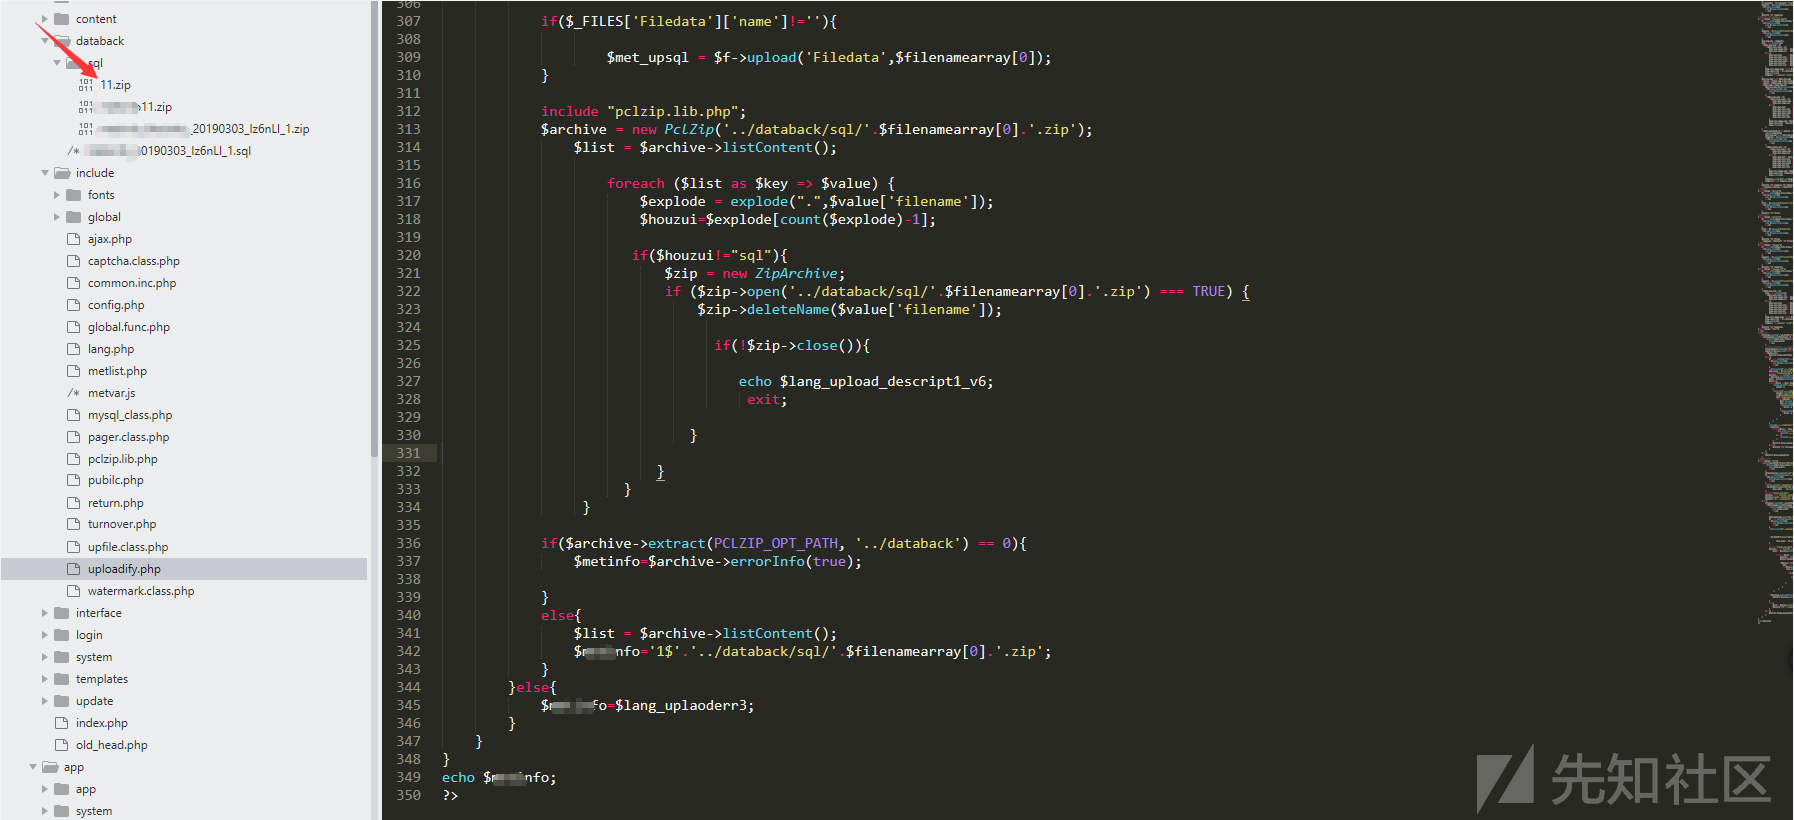 content
databack
sql
11.zip
11.zip
_20190303_Iz6nLI_1.zip
/* 0190303_Iz6nLI_1.sql
include
fonts
global
ajax.php
captcha.class.php
common.inc.php
config.php
global.func.php
lang.php
metlist.php
/* metvar.js
mysql_class.php
pager.class.php
pclzip.lib.php
pubilc.php
return.php
turnover.php
upfile.class.php
uploadify.php
watermark.class.php
interface
login
system
templates
update
index.php
old_head.php
app
app
system
306
307 if($_FILES['Filedata']['name']!=''){
308
309 $met_upsql = $f->upload('Filedata',$filenamearray[0]);
310 }
311
312 include "pclzip.lib.php";
313 $archive = new PclZip('../databack/sql/'.$filenamearray[0].'.zip');
314 $list = $archive->listContent();
315
316 foreach ($list as $key => $value) {
317 $explode = explode(".",$value['filename']);
318 $houzui=$explode[count($explode)-1];
319
320 if($houzui!="sql"){
321 $zip = new ZipArchive;
322 if ($zip->open('../databack/sql/'.$filenamearray[0].'.zip') === TRUE) {
323 $zip->deleteName($value['filename']);
324
325 if(!$zip->close()){
326
327 echo $lang_upload_descript1_v6;
328 exit;
329
330 }
331
332 }
333 }
334 }
335
336 if($archive->extract(PCLZIP_OPT_PATH, '../databack') == 0){
337 $metinfo=$archive->errorInfo(true);
338
339 }
340 else{
341 $list = $archive->listContent();
342 $ nfo='1$'.'../databack/sql/'.$filenamearray[0].'.zip';
343 }
344 }else{
345 $ fo=$lang_uplaoderr3;
346 }
347 }
348 }
349 echo $ nfo;
350 ?>
先知社区